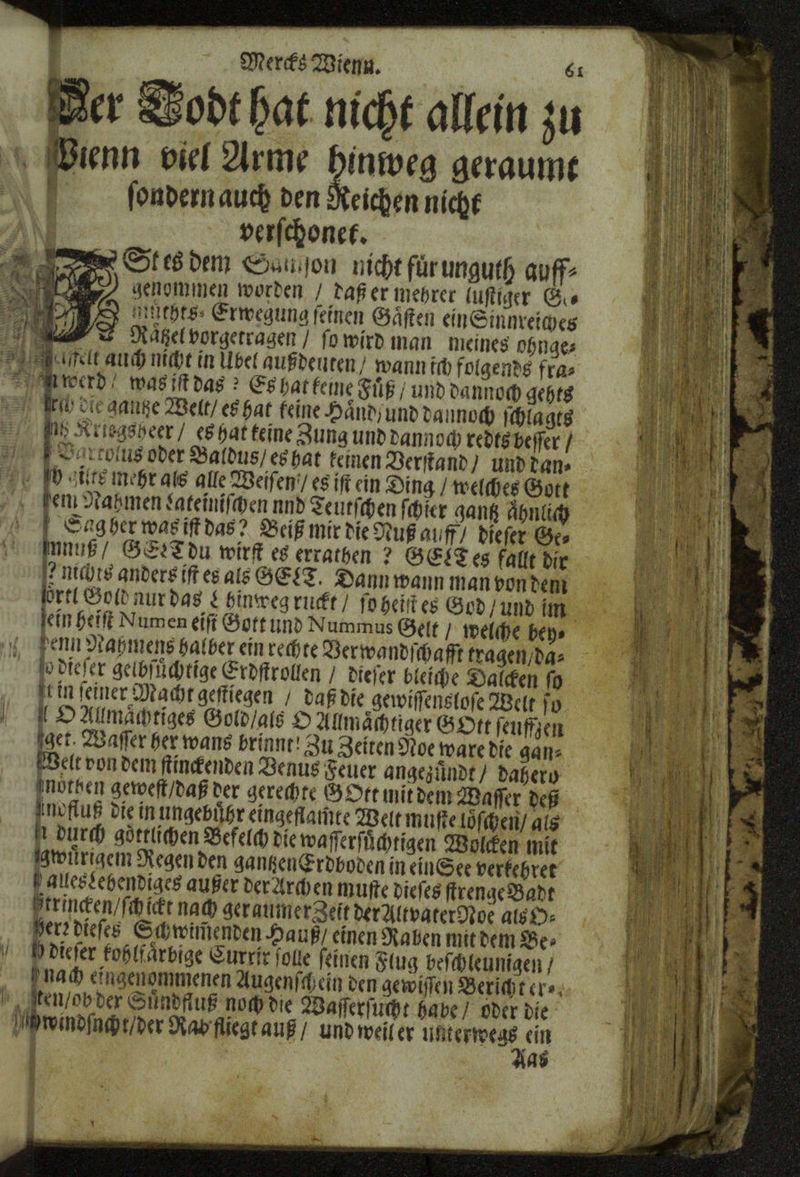 Mercks Wienn. 61
Der Todt hat nicht allein zu
Wienn viel Arme hinweg geraumt
sondern auch den Reichen nicht
verschonet.
ISt es dem Samson nicht für unguth auff-
genommen worden / daß er mehrer lustiger Ge-
müthts- Erwegung seinen Gästen ein Sinnreiches
Rätzel vorgetragen / so wird man meines ohnge-
auch nicht in Ubel außdeuten / wann ich folgends fra-
werd / was ist das? Es hat keine Füß / und dannoch gehts
die gantze Welt / es hat keine Händ / und dannoch schlagts
Kriegsheer / es hat keine Zung und dannoch redts besser /
Bartolus oder Baldus / es hat keinen Verstand / und dan-
gilts mehr als alle Weisen / es ist ein Ding / welches Gott
Nahmen Lateinischen nnd Teutschen schier gantz ähnlich
Sag her was ist das? Beiß mir die Nuß auff / dieser Ge-
GELT du wirst es errathen? GELT es fallt dir
? nichts anders ist es als GELT. Dann wann man von dem
Gold nur das L hinweg ruckt / so heist es God / und im
heist Numen eist Gott und Nummus Gelt / welche bey-
Nahmens halber ein rechte Verwandschafft tragen / da-
dieser gelbsüchtige Erdstrollen / dieser bleiche Dalcken so
in seiner Macht gestiegen / daß die gewissenslose Welt so
O Allmächtiges Gold / als O Allmächtiger GOtt seuffzen
get. Wasser her wans brinnt! Zu Zeiten Noe ware die gan-
Welt von dem stinckenden Venus Feuer angezündt / dahero
nöthen gewest / daß der gerechte GOtt mit dem Wasser deß
die in ungebühr eingeflam̃te Welt muste löschen / als
durch göttlichen Befelch die wassersüchtigen Wolcken mit
Regen den gantzen Erdboden in ein See verkehret
alles Lebendiges außer der Archen muste dieses strenge Badt
trincken / schickt nach geraumer Zeit der Altvater Noe als O-
dieses Schwim̃enden Hauß / einen Raben mit dem Be-
dieser kohlfärbige Currir solle seinen Flug beschleunigen /
nach eingenommenen Augenschein den gewissen Bericht er-
ob der Sündfluß noch die Wassersucht habe / oder die
windsucht / der Rab fliegt auß / und weil er unterwegs ein
Aas